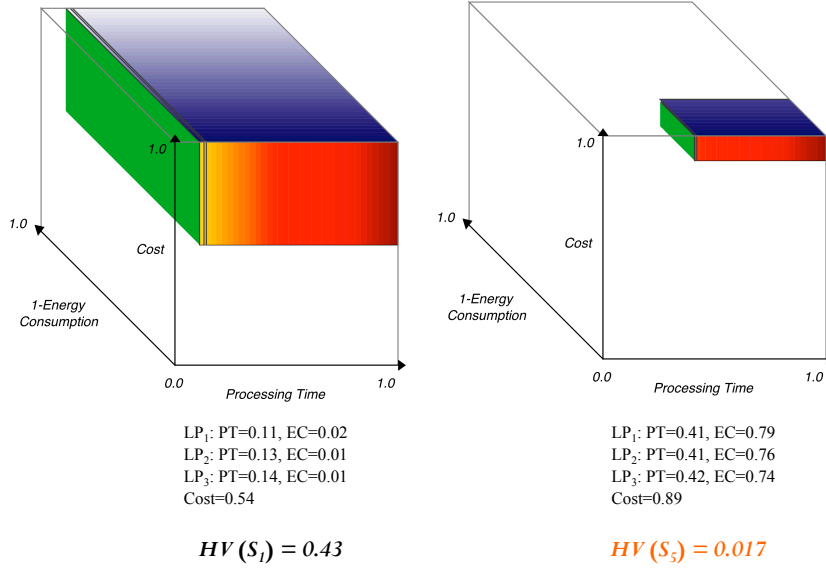 1.0
1.0
Cost
1-Energy
Consumption
0.0
1.0
Processing Time
LP1: PT=0.11, EC=0.02
LP2: PT=0.13, EC=0.01
LP3: PT=0.14, EC=0.01
Cost=0.54
HV (S1) = 0.43
1.0
1.0
Cost
1-Energy
Consumption
0.0
1.0
Processing Time
LP1: PT=0.41, EC=0.79
LP2: PT=0.41, EC=0.76
LP3: PT=0.42, EC=0.74
Cost=0.89
HV (S5) = 0.017